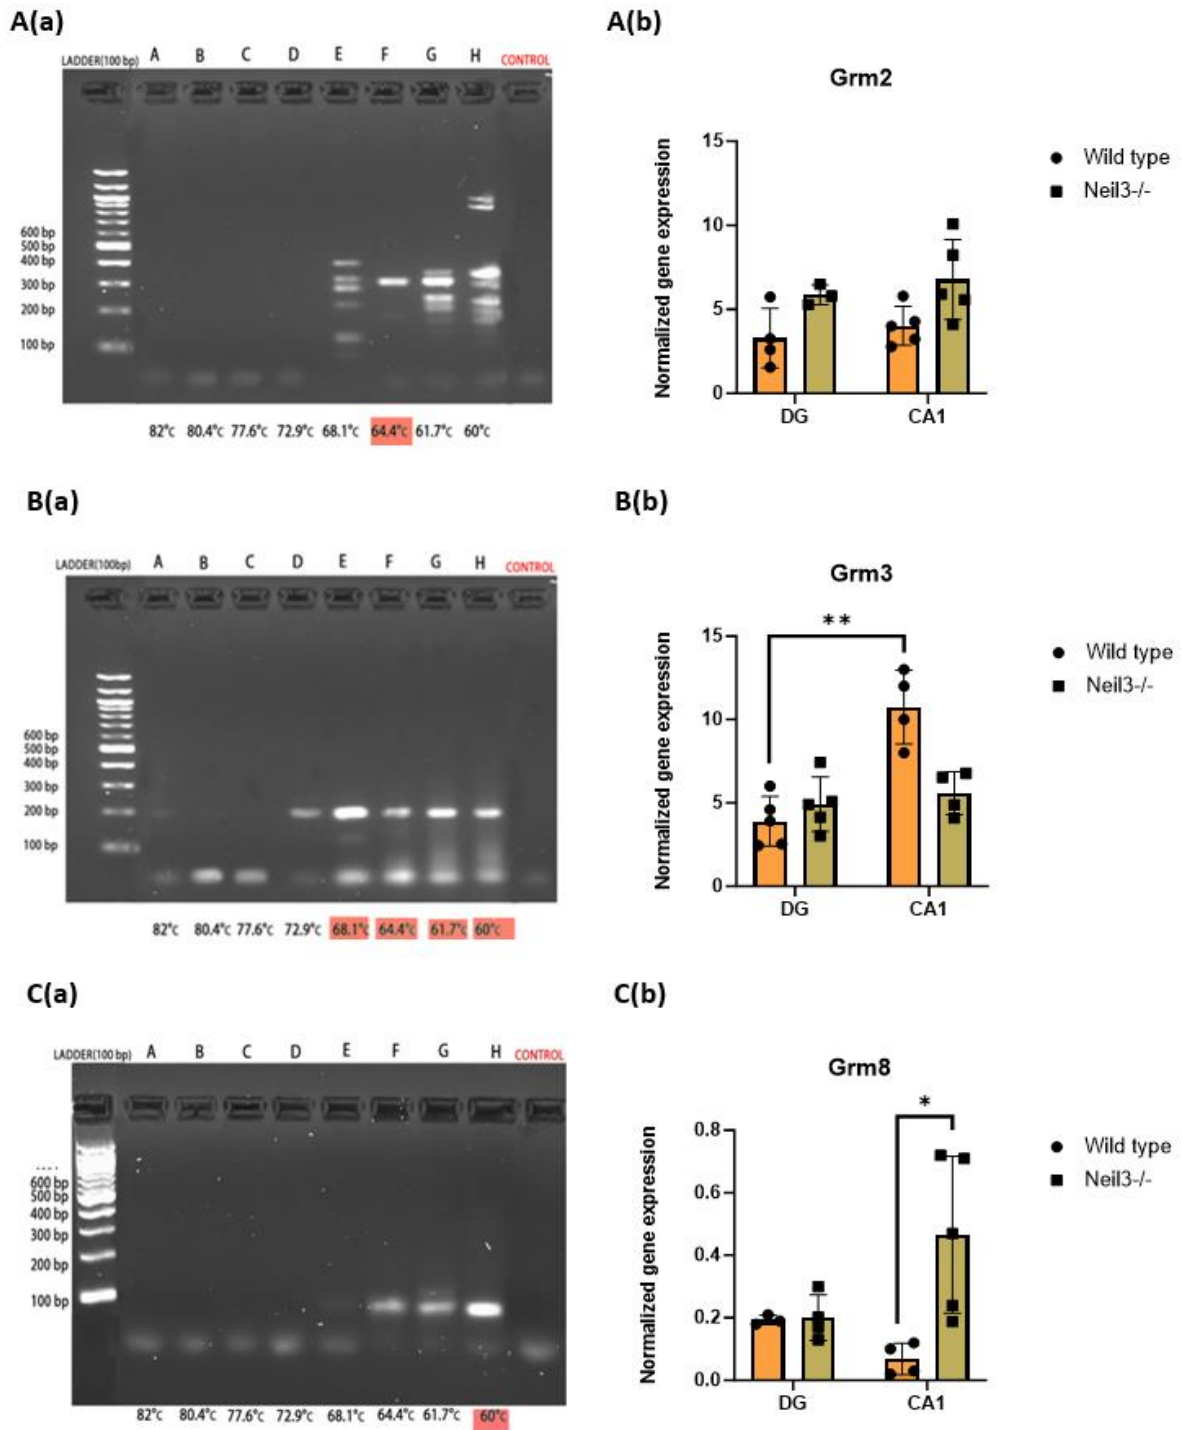 A(a)
LADDER(100 bp) A B C D E F G H CONTROL
600 bp
500 bp
400 bp
300 bp
200 bp
100 bp
82°c 80.4°c 77.6°c 72.9°c 68.1°c 64.4°c 61.7°c 60°c
A(b)
Grm2
Normalized gene expression
15
10
5
0
DG CA1
Wild type
Neil3-/-
B(a)
LADDER(100bp) A B C D E F G H CONTROL
600 bp
500 bp
400 bp
300 bp
200 bp
100 bp
82°c 80.4°c 77.6°c 72.9°c 68.1°c 64.4°c 61.7°c 60°c
B(b)
Grm3
**
Normalized gene expression
15
10
5
0
DG CA1
Wild type
Neil3-/-
C(a)
LADDER(100 bp) A B C D E F G H CONTROL
....
600 bp
500 bp
400 bp
300 bp
200 bp
100 bp
82°c 80.4°c 77.6°c 72.9°c 68.1°c 64.4°c 61.7°c 60°c
C(b)
Grm8
*
Normalized gene expression
0.8
0.6
0.4
0.2
0.0
DG CA1
Wild type
Neil3-/-